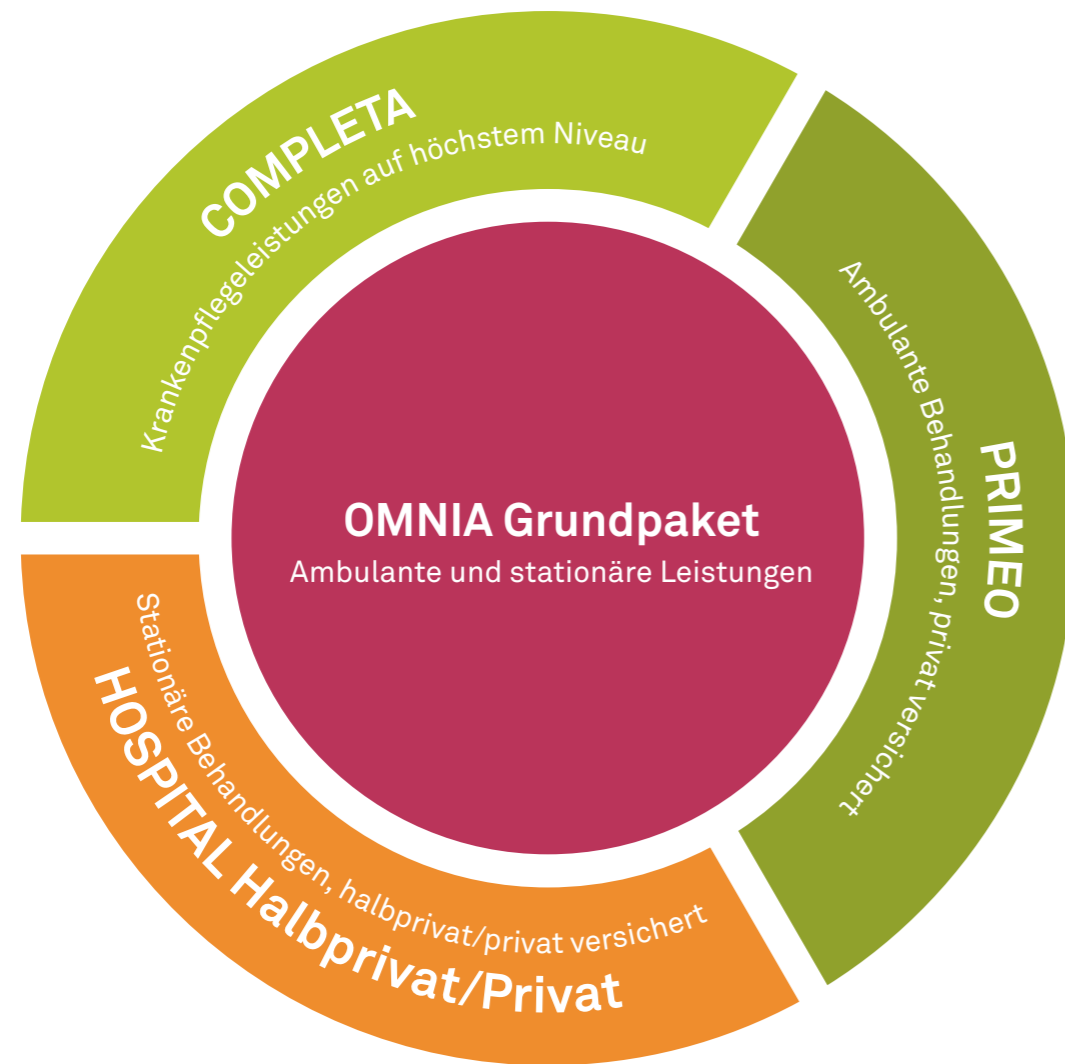 COMPLETA
Krankenpflegeleistungen auf höchstem Niveau
PRIMEO
Ambulante Behandlungen, privat versichert
OMNIA Grundpaket
Ambulante und stationäre Leistungen
Stationäre Behandlungen, halbprivat/privat versichert
HOSPITAL Halbprivat/Privat